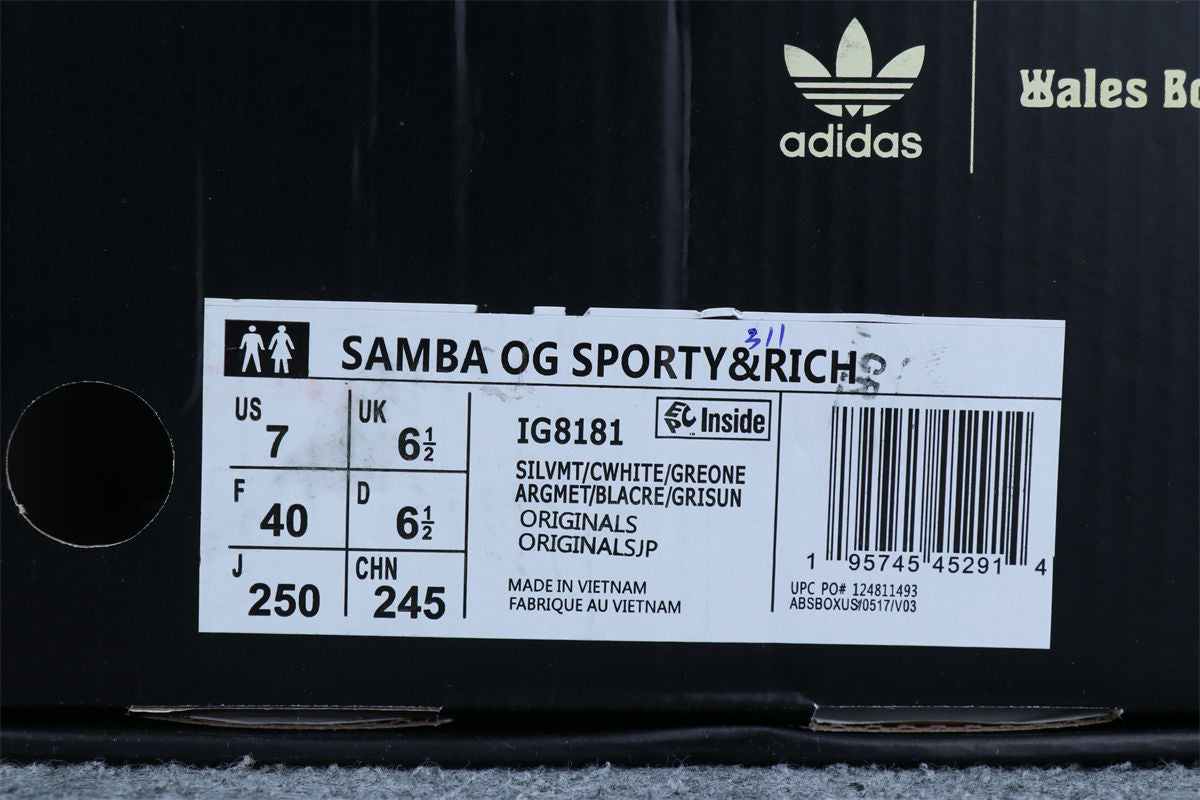 adidas
Wales Bo
311
SAMBA OG SPORTY&RICH
US 7
UK 6½
F 40
D 6½
J 250
CHN 245
IG8181
EPC Inside
SILVMT/CWHITE/GREONE
ARGMET/BLACRE/GRISUN
ORIGINALS
ORIGINALSJP
MADE IN VIETNAM
FABRIQUE AU VIETNAM
1 95745 45291 4
UPC PO# 124811493
ABSBOXUS/0517/V03